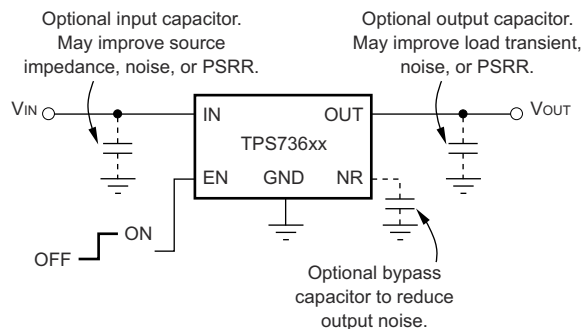 Optional input capacitor.
May improve source
impedance, noise, or PSRR.
Optional output capacitor.
May improve load transient,
noise, or PSRR.
VIN
IN
OUT
VOUT
TPS736xx
EN
GND
NR
ON
OFF
Optional bypass
capacitor to reduce
output noise.